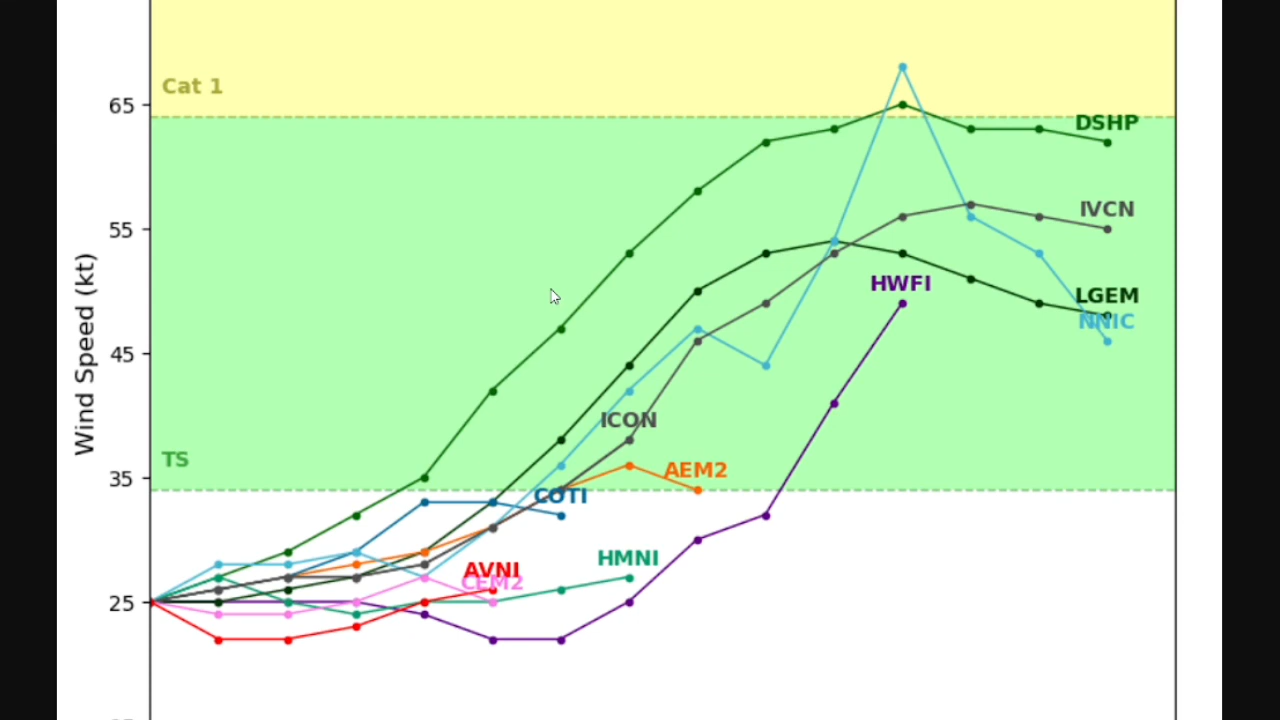 Cat 1
65
DSHP
55
IVCN
HWFI
LGEM
NNIC
45
Wind Speed (kt)
ICON
TS
AEM2
35
COTI
HMNI
AVNI
CEM2
25